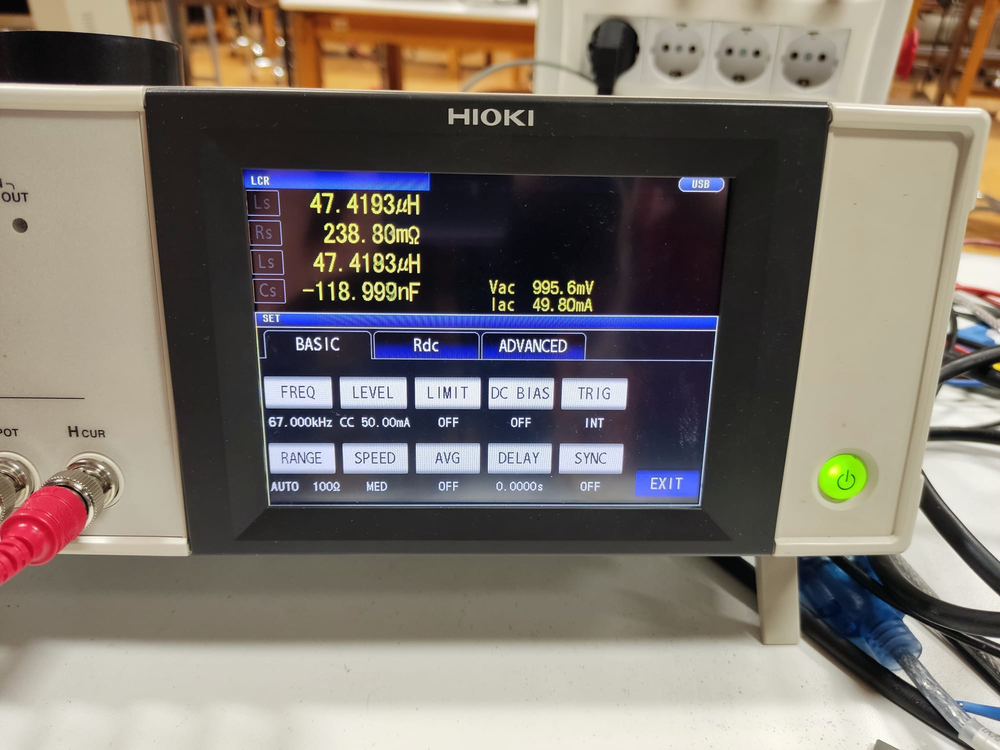 HIOKI
LCR
USB
Ls 47.4193μH
Rs 238.80mΩ
Ls 47.4193μH
Cs -118.999nF
Vac 995.6mV
Iac 49.80mA
SET
BASIC Rdc ADVANCED
FREQ LEVEL LIMIT DC BIAS TRIG
67.000kHz CC 50.00mA OFF OFF INT
RANGE SPEED AVG DELAY SYNC
AUTO 100Ω MED OFF 0.0000s OFF
EXIT
OUT
POT
HCUR